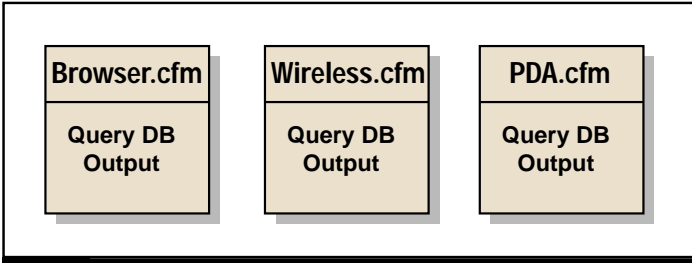 Browser.cfm
Query DB
Output
Wireless.cfm
Query DB
Output
PDA.cfm
Query DB
Output